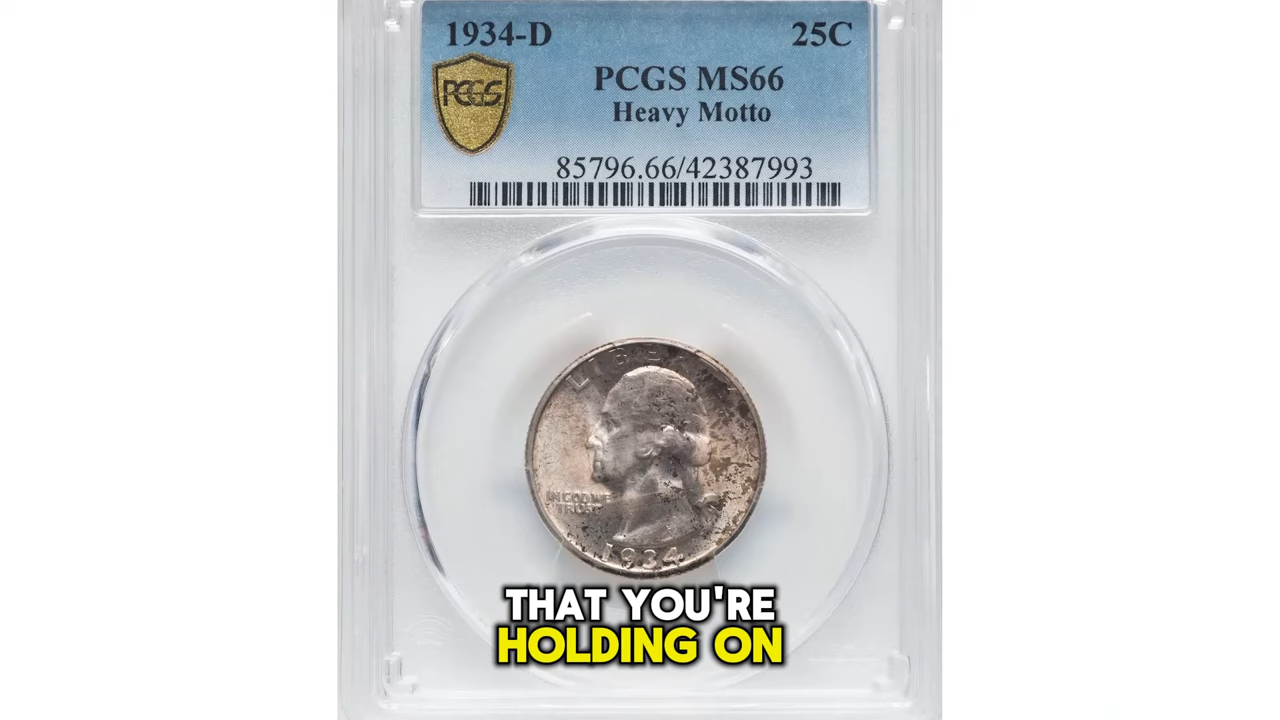 1934-D 25C
PCGS MS66
Heavy Motto
PCGS
85796.66/42387993
LIBERTY
IN GOD WE
TRUST
1934
THAT YOU'RE
HOLDING ON